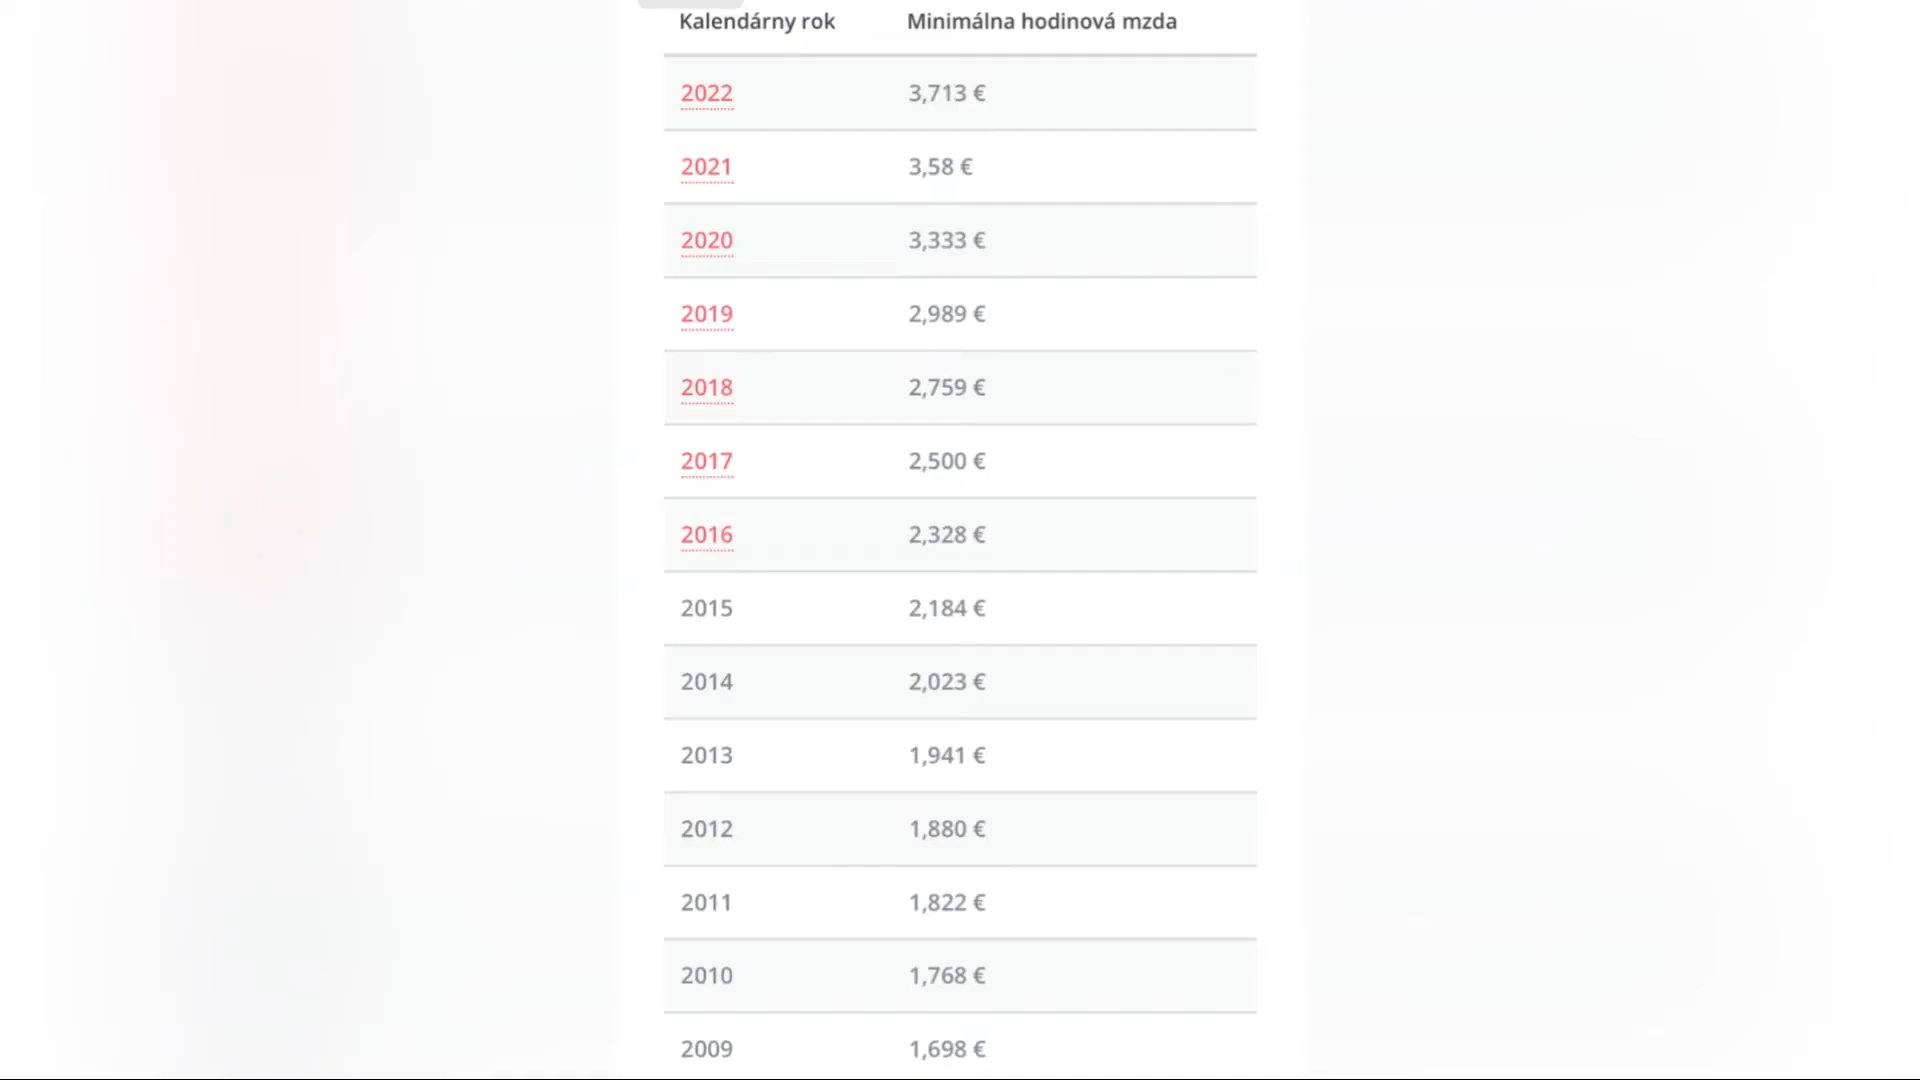 Kalendárny rok Minimálna hodinová mzda
2022 3,713 €
2021 3,58 €
2020 3,333 €
2019 2,989 €
2018 2,759 €
2017 2,500 €
2016 2,328 €
2015 2,184 €
2014 2,023 €
2013 1,941 €
2012 1,880 €
2011 1,822 €
2010 1,768 €
2009 1,698 €